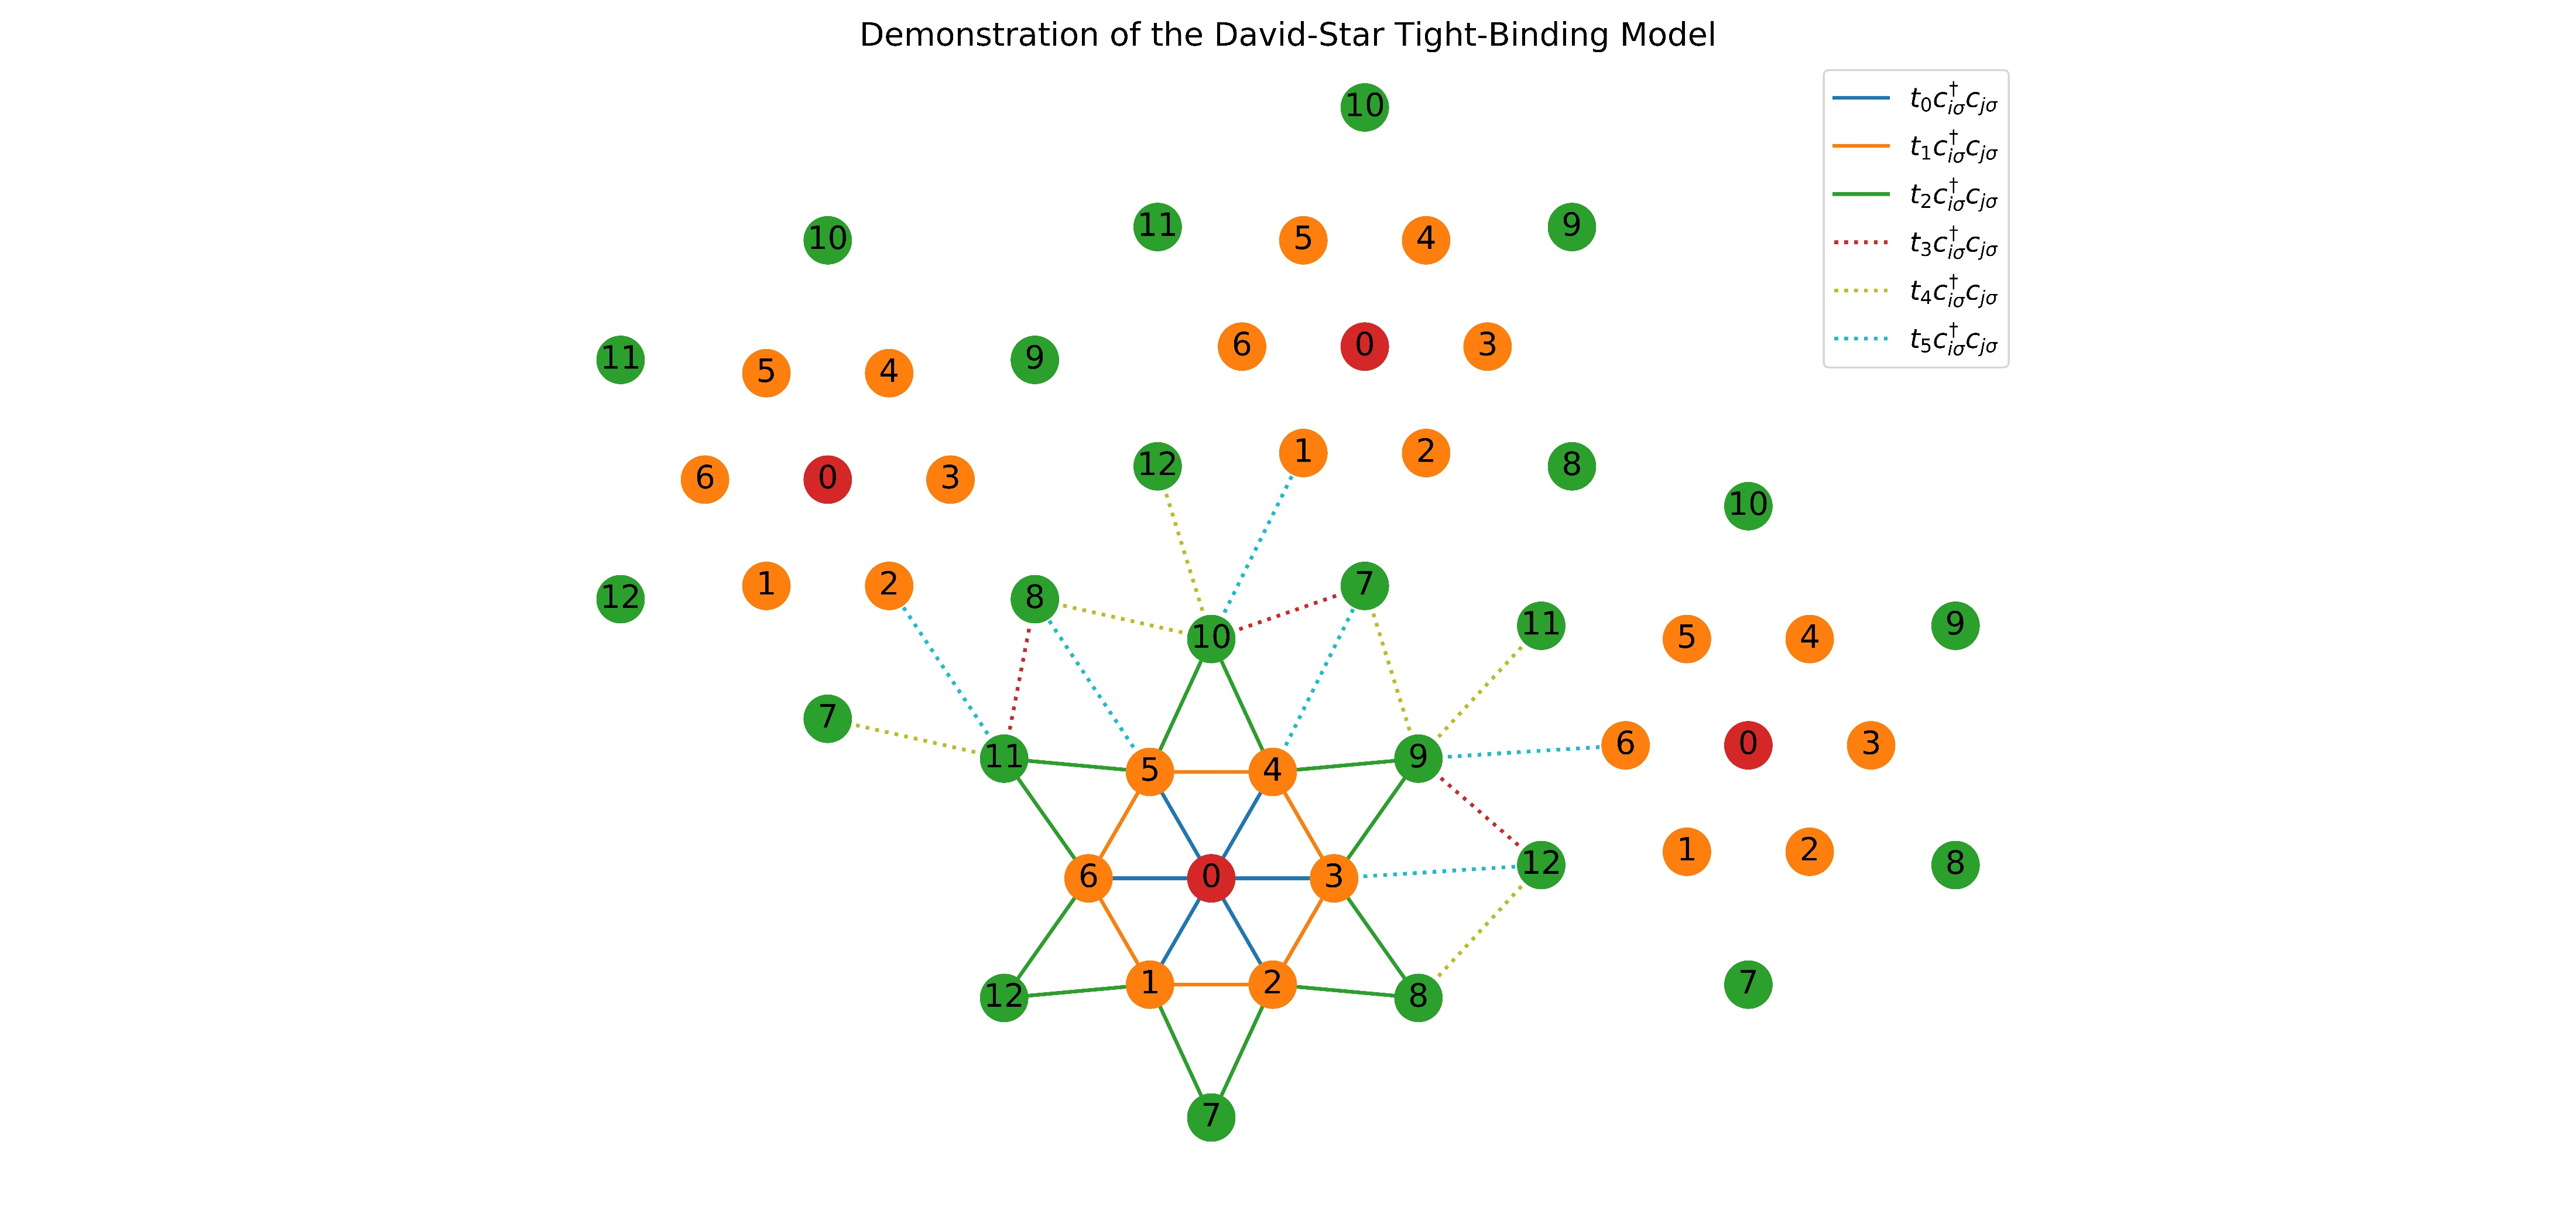 Demonstration of the David-Star Tight-Binding Model
t₀c†ᵢσcⱼσ
t₁c†ᵢσcⱼσ
t₂c†ᵢσcⱼσ
t₃c†ᵢσcⱼσ
t₄c†ᵢσcⱼσ
t₅c†ᵢσcⱼσ
10
11 9
10 5 4
6 0 3
11 9
5 4
1 2
12 8
6 0 3
10
1 2 7
12 8
11 9
10 5 4
7
11 9 6 0 3
5 4
1 2
12 8
6 0 3
1 2 7
12 8
7